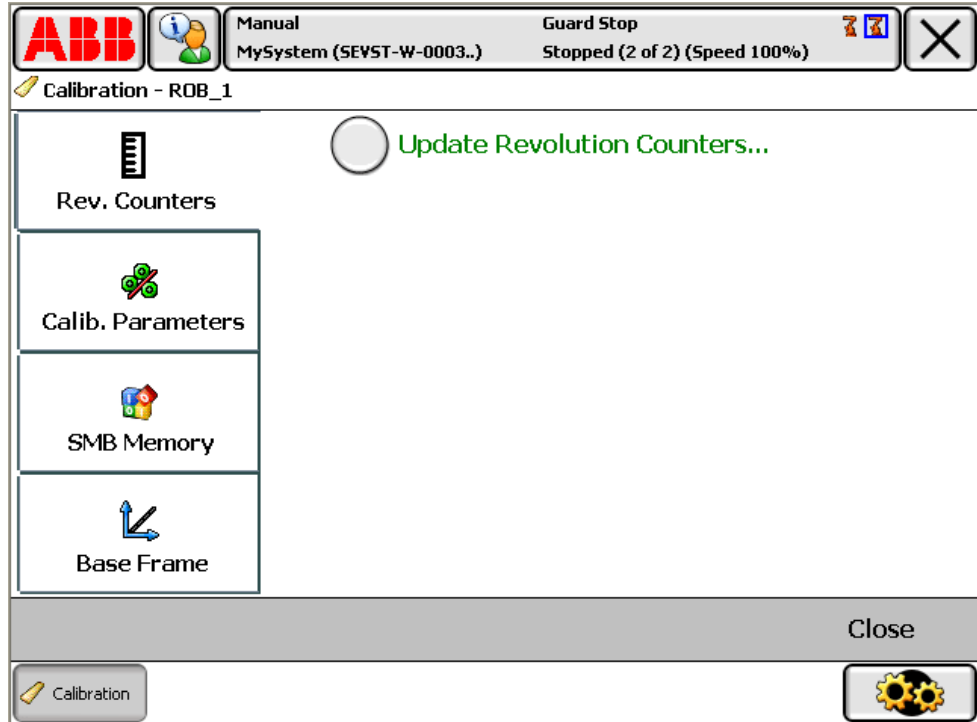 ABB
Manual
MySystem (SEVST-W-0003..)
Guard Stop
Stopped (2 of 2) (Speed 100%)
Calibration - ROB_1
Rev. Counters
Update Revolution Counters...
Calib. Parameters
SMB Memory
Base Frame
Close
Calibration